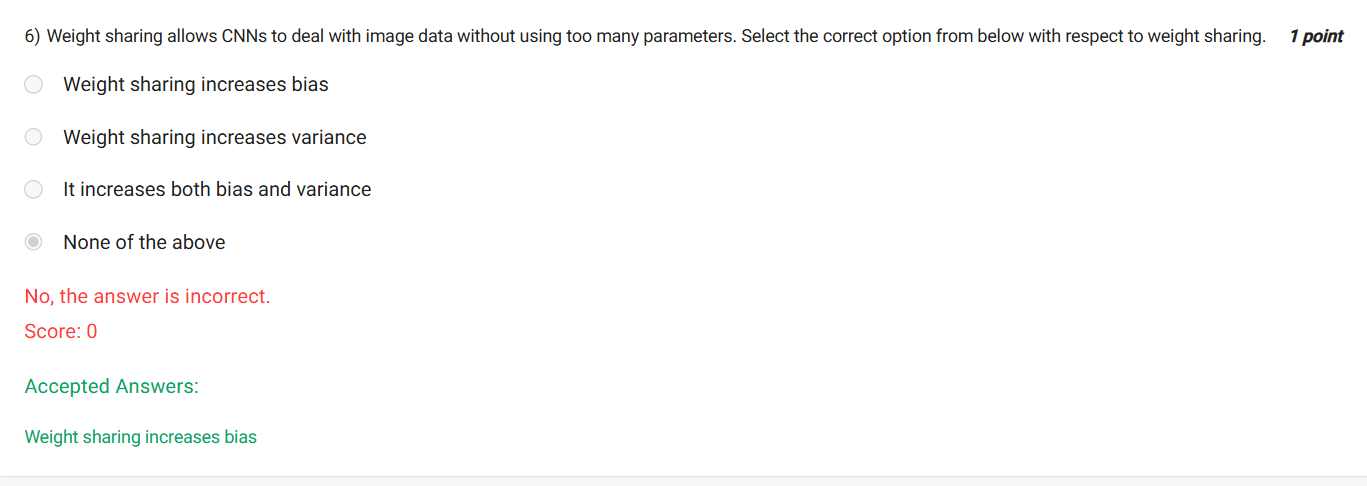 6) Weight sharing allows CNNs to deal with image data without using too many parameters. Select the correct option from below with respect to weight sharing. 1 point
Weight sharing increases bias
Weight sharing increases variance
It increases both bias and variance
None of the above
No, the answer is incorrect.
Score: 0
Accepted Answers:
Weight sharing increases bias